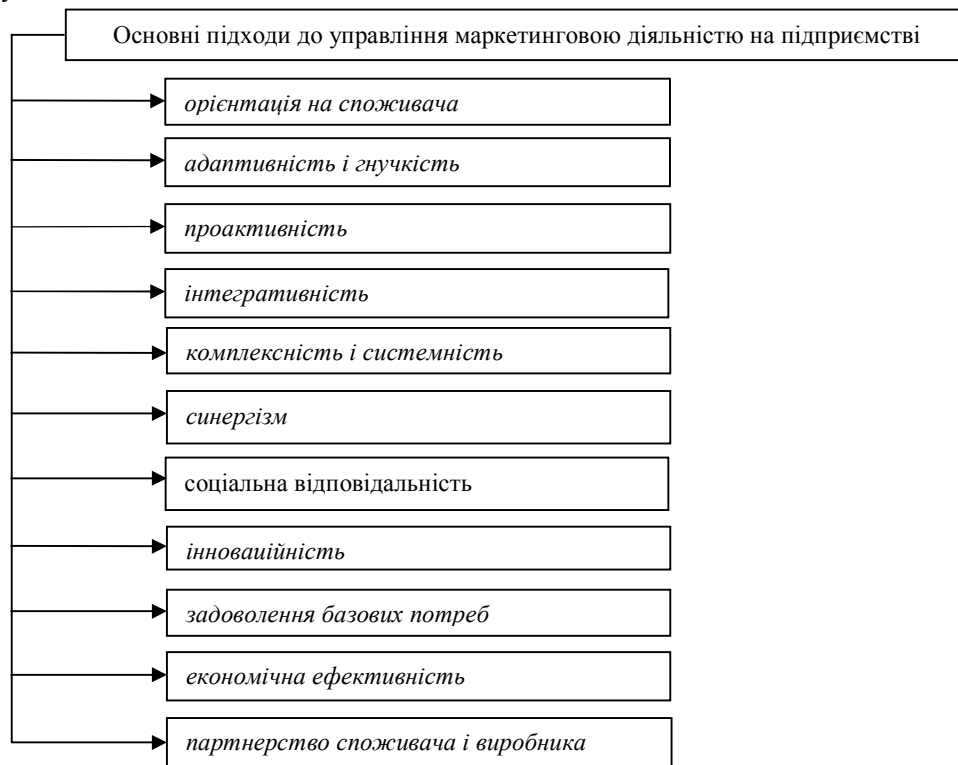 Основні підходи до управління маркетинговою діяльністю на підприємстві
орієнтація на споживача
адаптивність і гнучкість
проактивність
інтегративність
комплексність і системність
синергізм
соціальна відповідальність
інноваційність
задоволення базових потреб
економічна ефективність
партнерство споживача і виробника